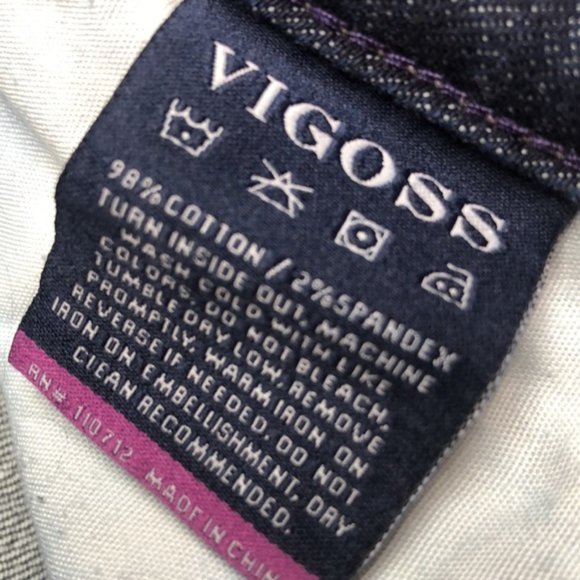 VIGOSS
98% COTTON / 2% SPANDEX
TURN INSIDE OUT, MACHINE
WASH COLD WITH LIKE
COLORS. DO NOT BLEACH,
TUMBLE DRY LOW, REMOVE
PROMPTLY. WARM IRON ON
REVERSE IF NEEDED. DO NOT
IRON ON EMBELLISHMENT, DRY
CLEAN RECOMMENDED.
RN# 110712 MADE IN CHIN